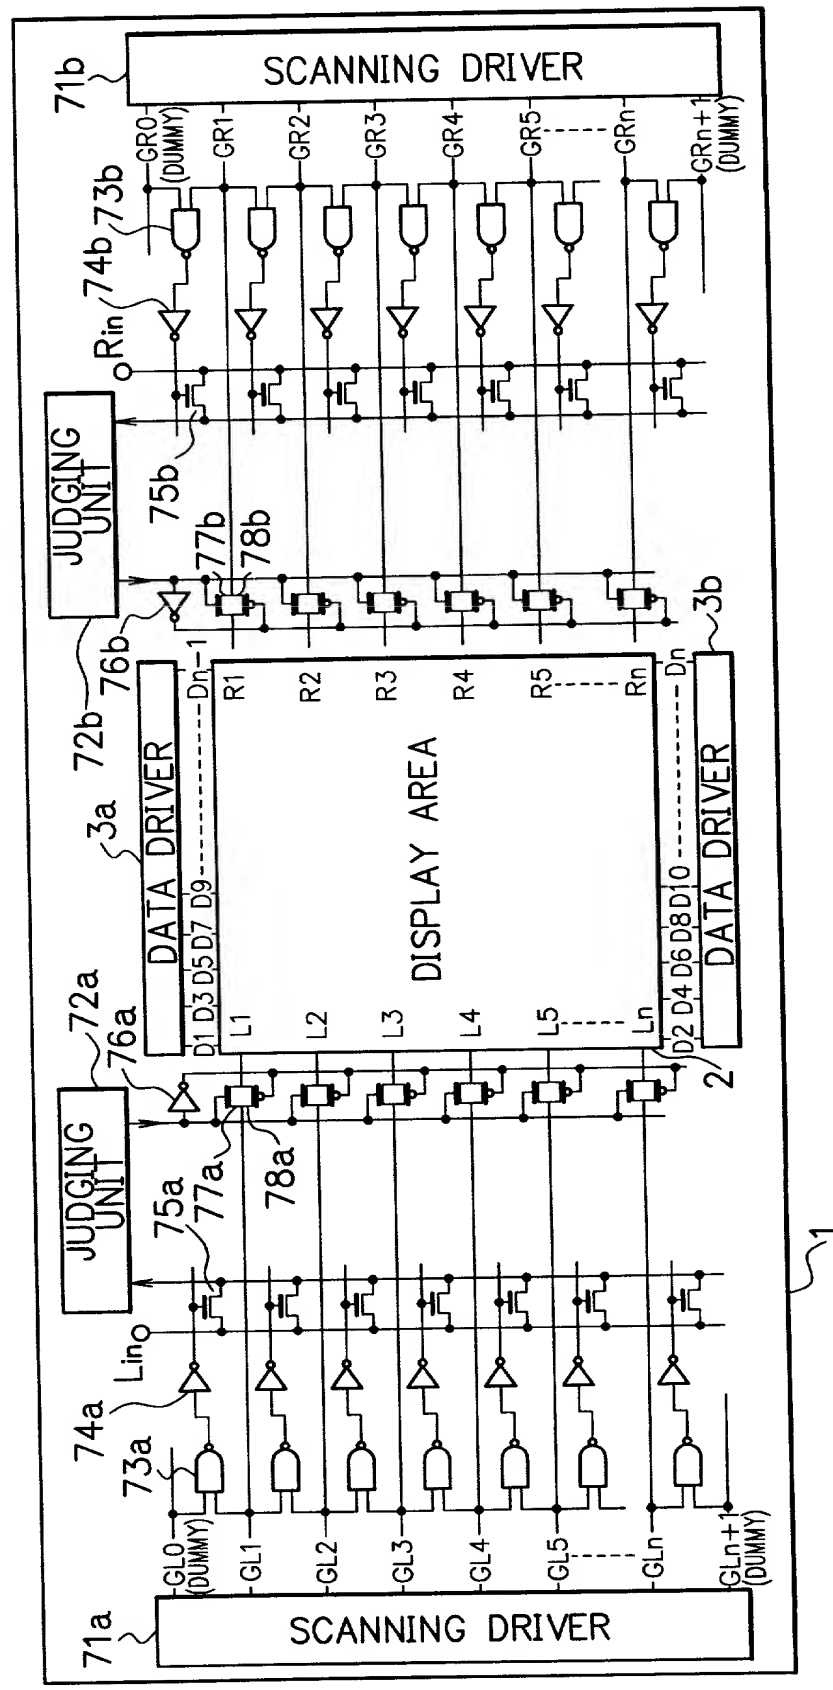 71b
SCANNING DRIVER
GR0
(DUMMY)
GR1
GR2
GR3
GR4
GR5
GRn
GRn+1
(DUMMY)
73b
74b
Rin
75b
JUDGING
UNIT
72b
77b
78b
76b
3b
3a
DATA DRIVER
D1
D3
D5
D7
D9
Dn-1
R1
R2
R3
R4
R5
Rn
DISPLAY AREA
L1
L2
L3
L4
L5
Ln
D2
D4
D6
D8
D10
Dn
DATA DRIVER
2
72a
76a
JUDGING
UNIT
77a
78a
75a
Lin
74a
73a
GL0
(DUMMY)
GL1
GL2
GL3
GL4
GL5
GLn
GLn+1
(DUMMY)
71a
SCANNING DRIVER
1